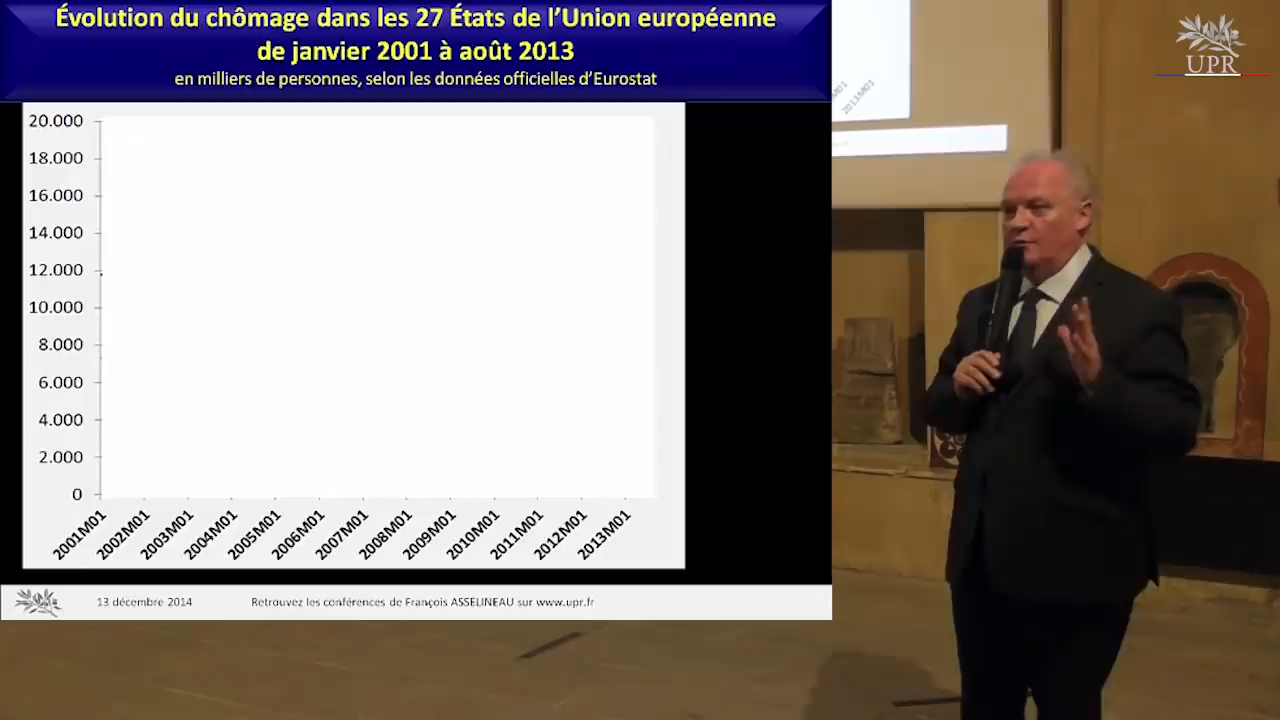 Évolution du chômage dans les 27 États de l’Union européenne
de janvier 2001 à août 2013
en milliers de personnes, selon les données officielles d’Eurostat
UPR
20.000
18.000
16.000
14.000
12.000
10.000
8.000
6.000
4.000
2.000
0
2001M01
2002M01
2003M01
2004M01
2005M01
2006M01
2007M01
2008M01
2009M01
2010M01
2011M01
2012M01
2013M01
2013M01
13 décembre 2014
Retrouvez les conférences de François ASSELINEAU sur www.upr.fr